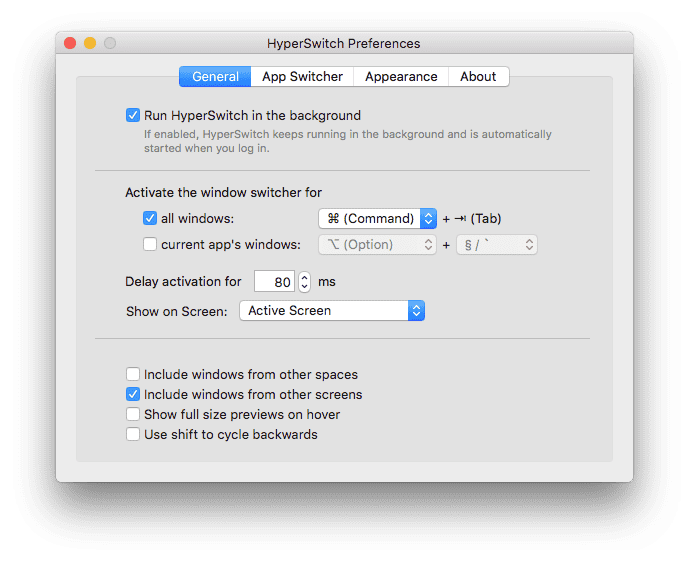 HyperSwitch Preferences
General App Switcher Appearance About
Run HyperSwitch in the background
If enabled, HyperSwitch keeps running in the background and is automatically
started when you log in.
Activate the window switcher for
all windows: ⌘ (Command) + ⇥ (Tab)
current app's windows: ⌥ (Option) + § / `
Delay activation for 80 ms
Show on Screen: Active Screen
Include windows from other spaces
Include windows from other screens
Show full size previews on hover
Use shift to cycle backwards